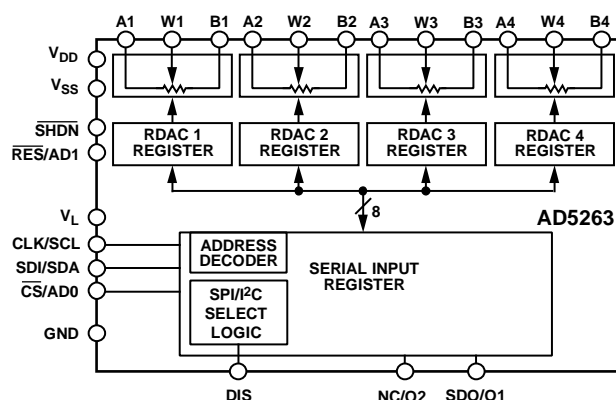 A1 W1 B1 A2 W2 B2 A3 W3 B3 A4 W4 B4
VDD
VSS
SHDN
RES/AD1
RDAC 1 REGISTER
RDAC 2 REGISTER
RDAC 3 REGISTER
RDAC 4 REGISTER
8
AD5263
VL
CLK/SCL
SDI/SDA
CS/AD0
GND
ADDRESS
DECODER
SERIAL INPUT
REGISTER
SPI/I2C
SELECT
LOGIC
DIS
NC/O2
SDO/O1